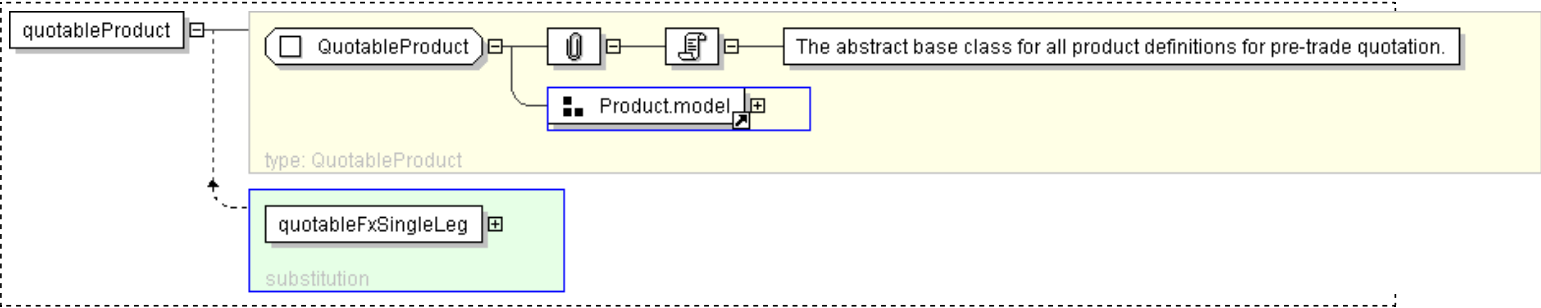 quotableProduct
QuotableProduct
The abstract base class for all product definitions for pre-trade quotation.
Product.model
type: QuotableProduct
quotableFxSingleLeg
substitution